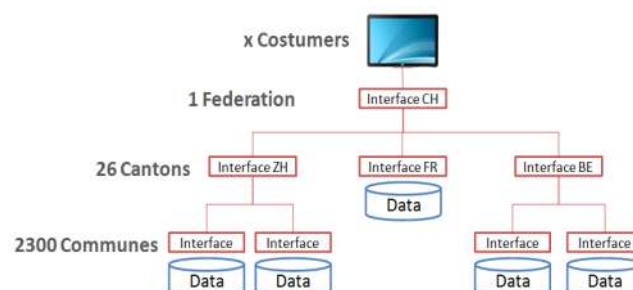 x Costumers
1 Federation
Interface CH
26 Cantons
Interface ZH
Interface FR
Interface BE
Data
2300 Communes
Interface
Interface
Interface
Interface
Data
Data
Data
Data